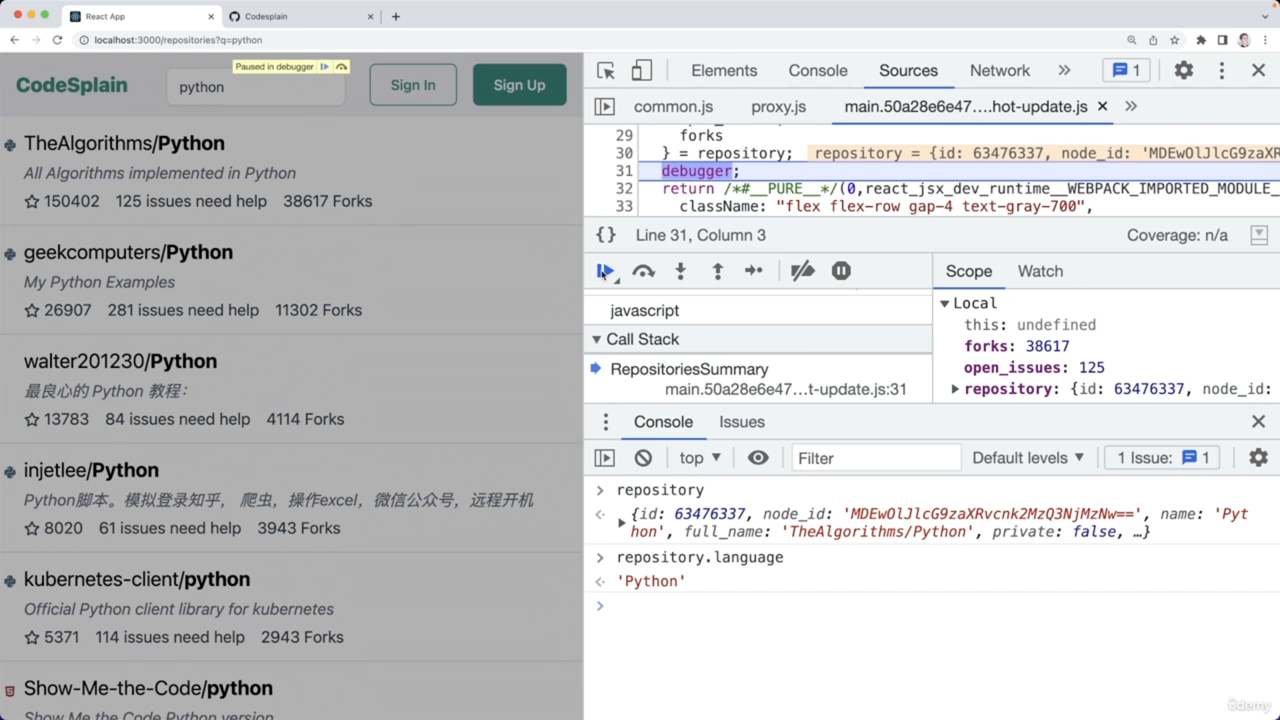 React App
Codesplain
localhost:3000/repositories?q=python
Paused in debugger
CodeSplain
python
Sign In
Sign Up
TheAlgorithms/Python
All Algorithms implemented in Python
150402 125 issues need help 38617 Forks
geekcomputers/Python
My Python Examples
26907 281 issues need help 11302 Forks
walter201230/Python
最良心的 Python 教程：
13783 84 issues need help 4114 Forks
injetlee/Python
Python脚本。模拟登录知乎， 爬虫，操作excel，微信公众号，远程开机
8020 61 issues need help 3943 Forks
kubernetes-client/python
Official Python client library for kubernetes
5371 114 issues need help 2943 Forks
Show-Me-the-Code/python
Show Me the Code Python version
Elements Console Sources Network 1
common.js proxy.js main.50a28e6e47....hot-update.js
29 forks
30 } = repository; repository = {id: 63476337, node_id: 'MDEwOlJlcG9zaXR
31 debugger;
32 return /*#__PURE__*/(0,react_jsx_dev_runtime__WEBPACK_IMPORTED_MODULE_
33 className: "flex flex-row gap-4 text-gray-700",
{} Line 31, Column 3 Coverage: n/a
javascript
Call Stack
RepositoriesSummary
main.50a28e6e47...t-update.js:31
Scope Watch
Local
this: undefined
forks: 38617
open_issues: 125
repository: {id: 63476337, node_id:
Console Issues
top Filter Default levels 1 Issue: 1
repository
{id: 63476337, node_id: 'MDEwOlJlcG9zaXRvcnk2MzQ3NjMzNw==', name: 'Pyt
hon', full_name: 'TheAlgorithms/Python', private: false, …}
repository.language
'Python'
ûdemy